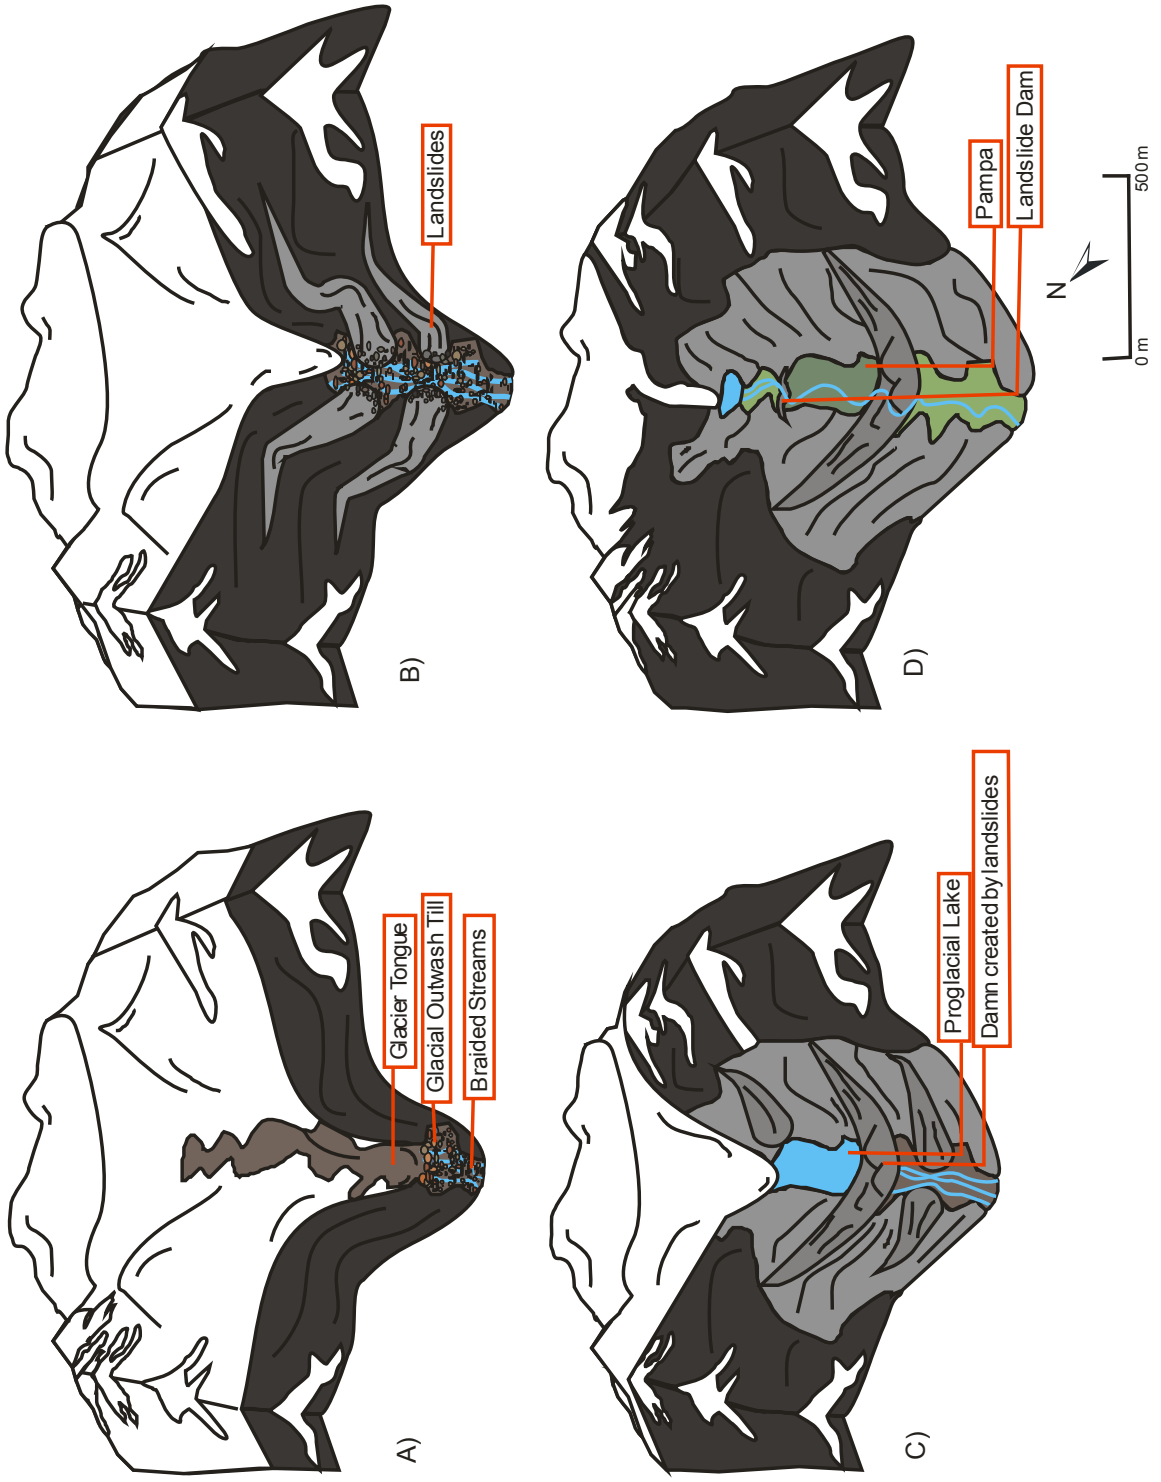 A)
Glacier Tongue
Glacial Outwash Till
Braided Streams
B)
Landslides
C)
Proglacial Lake
Damn created by landslides
D)
Pampa
Landslide Dam
N
0 m
500 m